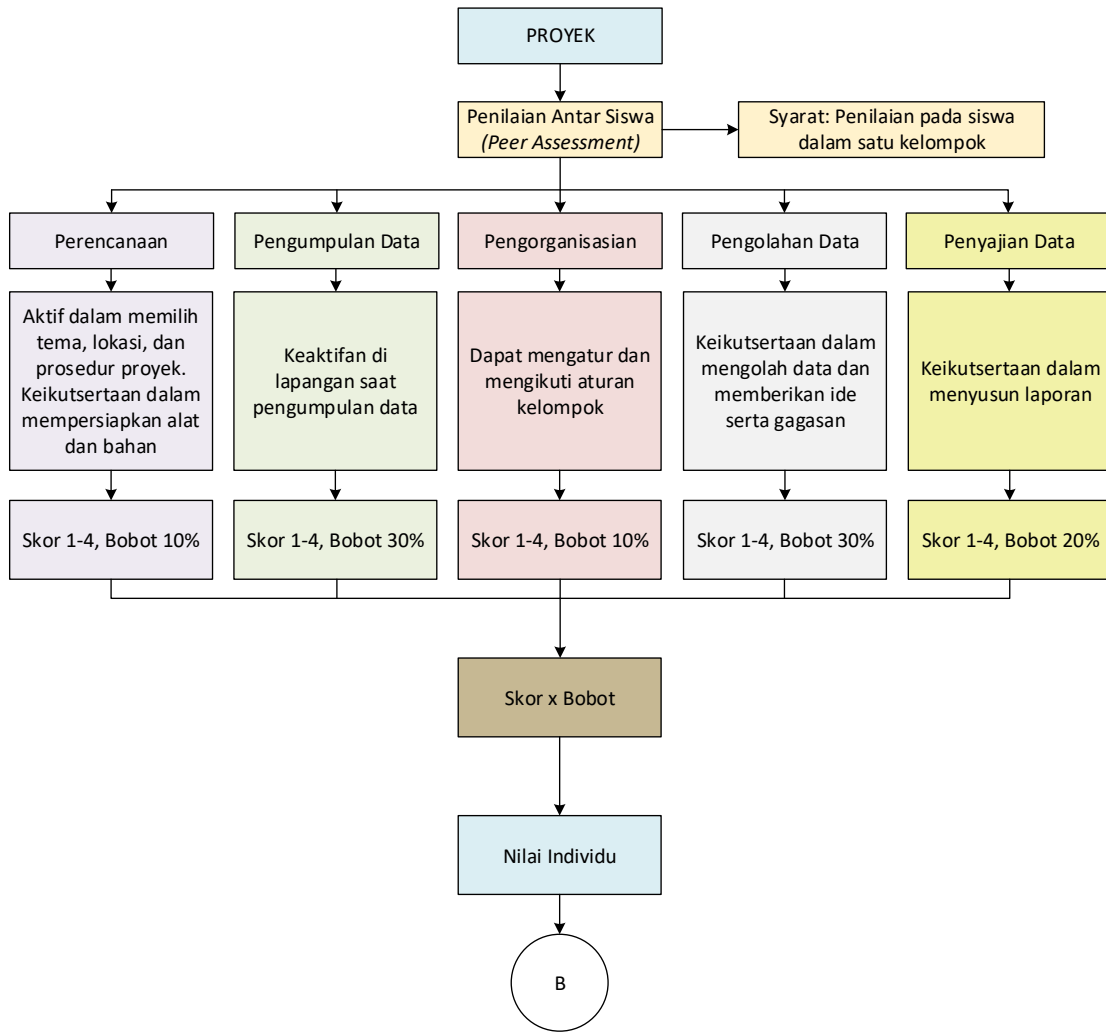 PROYEK
Penilaian Antar Siswa
(Peer Assessment)
Syarat: Penilaian pada siswa
dalam satu kelompok
Perencanaan
Pengumpulan Data
Pengorganisasian
Pengolahan Data
Penyajian Data
Aktif dalam memilih
tema, lokasi, dan
prosedur proyek.
Keikutsertaan dalam
mempersiapkan alat
dan bahan
Keaktifan di
lapangan saat
pengumpulan data
Dapat mengatur dan
mengikuti aturan
kelompok
Keikutsertaan dalam
mengolah data dan
memberikan ide
serta gagasan
Keikutsertaan dalam
menyusun laporan
Skor 1-4, Bobot 10%
Skor 1-4, Bobot 30%
Skor 1-4, Bobot 10%
Skor 1-4, Bobot 30%
Skor 1-4, Bobot 20%
Skor x Bobot
Nilai Individu
B